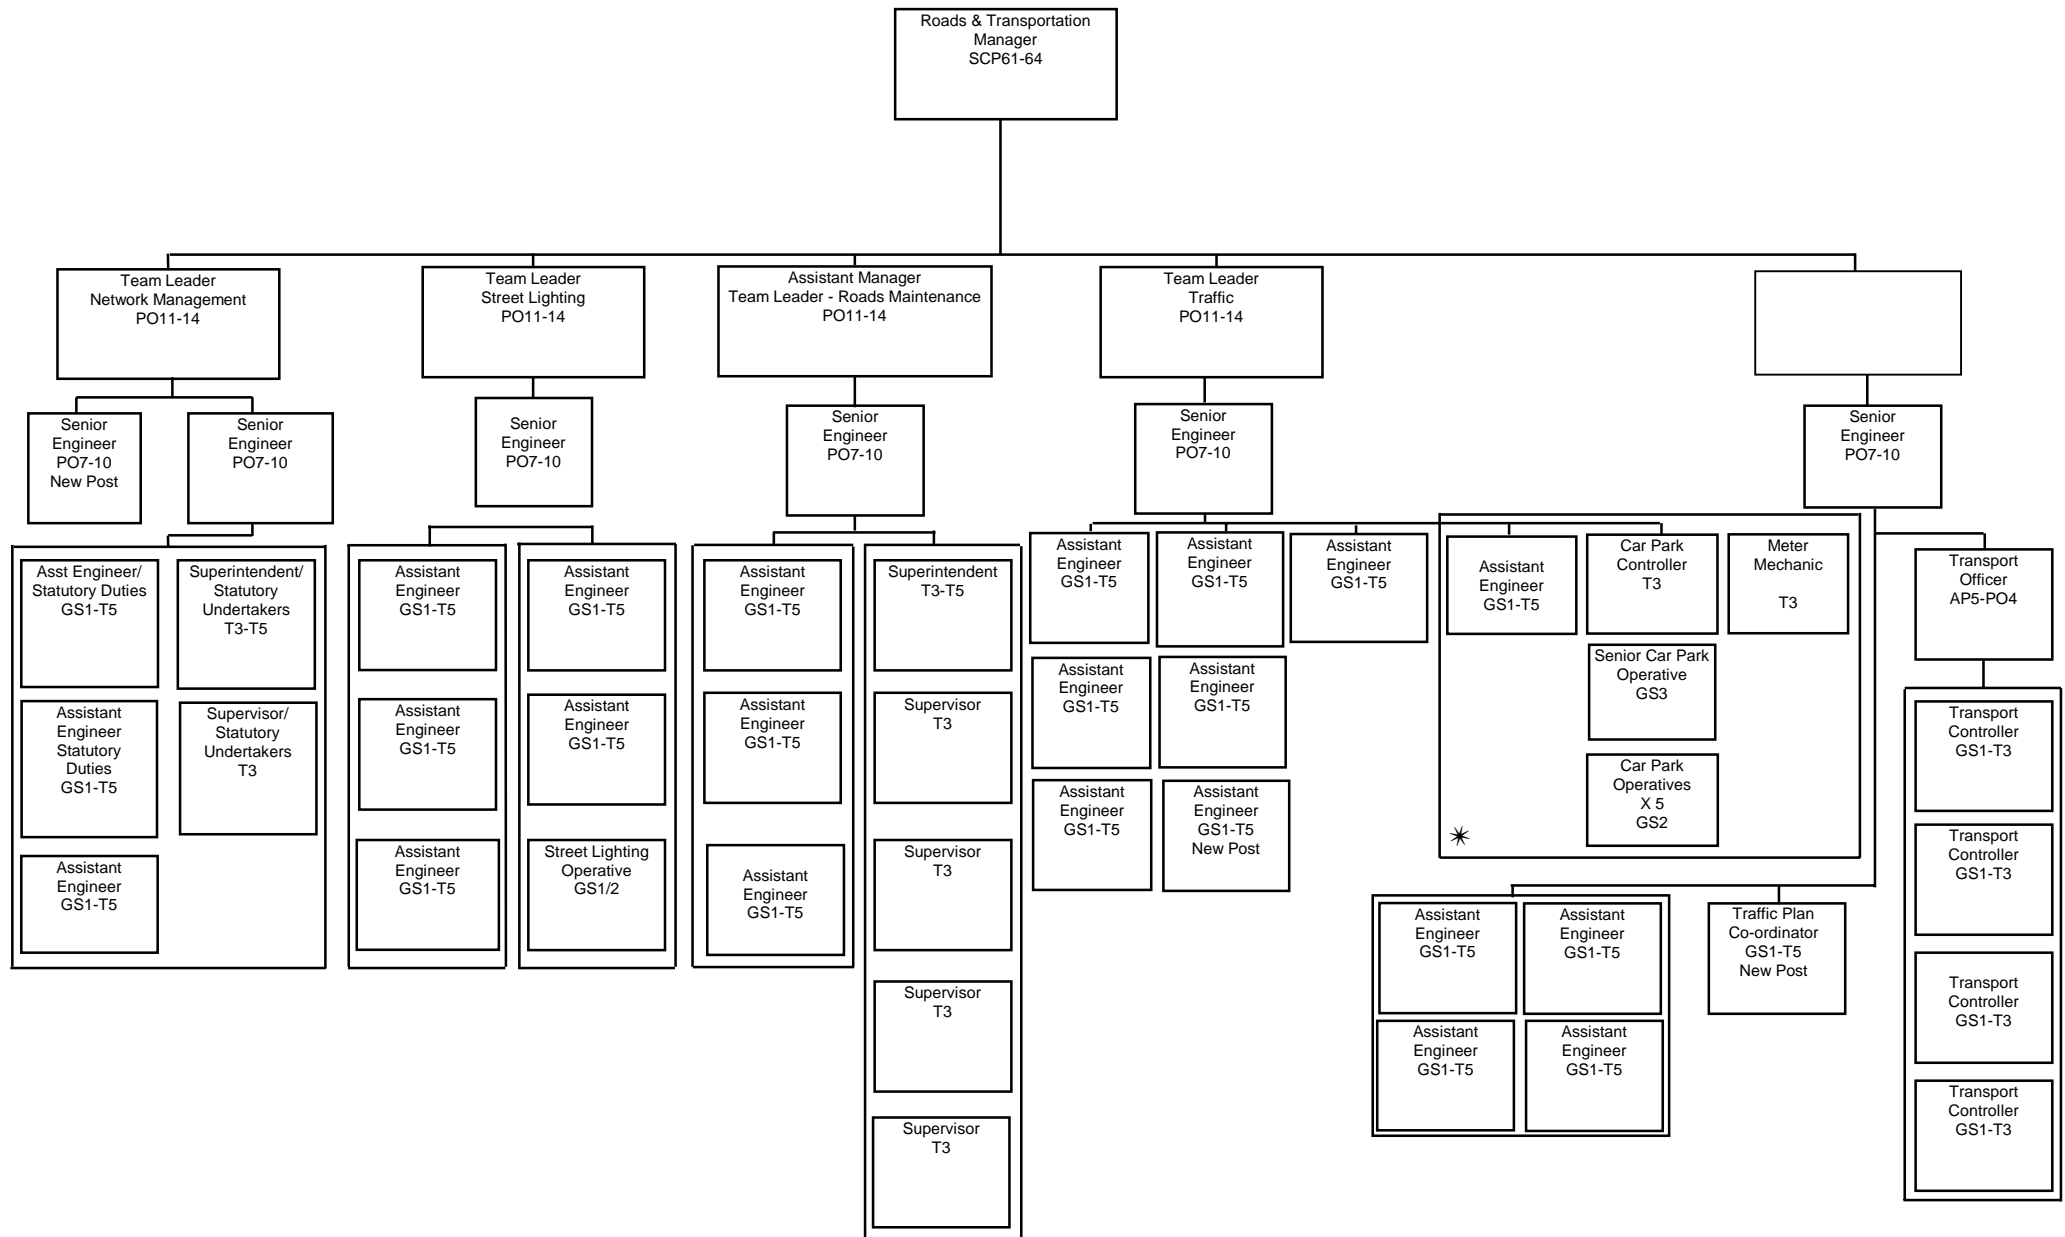 Roads & Transportation
Manager
SCP61-64
Team Leader
Network Management
PO11-14
Team Leader
Street Lighting
PO11-14
Assistant Manager
Team Leader - Roads Maintenance
PO11-14
Team Leader
Traffic
PO11-14
Senior
Engineer
PO7-10
New Post
Senior
Engineer
PO7-10
Senior
Engineer
PO7-10
Senior
Engineer
PO7-10
Senior
Engineer
PO7-10
Senior
Engineer
PO7-10
Asst Engineer/
Statutory Duties
GS1-T5
Superintendent/
Statutory
Undertakers
T3-T5
Assistant
Engineer
Statutory
Duties
GS1-T5
Supervisor/
Statutory
Undertakers
T3
Assistant
Engineer
GS1-T5
Assistant
Engineer
GS1-T5
Assistant
Engineer
GS1-T5
Assistant
Engineer
GS1-T5
Assistant
Engineer
GS1-T5
Assistant
Engineer
GS1-T5
Street Lighting
Operative
GS1/2
Assistant
Engineer
GS1-T5
Assistant
Engineer
GS1-T5
Assistant
Engineer
GS1-T5
Superintendent
T3-T5
Supervisor
T3
Supervisor
T3
Supervisor
T3
Supervisor
T3
Assistant
Engineer
GS1-T5
Assistant
Engineer
GS1-T5
Assistant
Engineer
GS1-T5
Assistant
Engineer
GS1-T5
Assistant
Engineer
GS1-T5
Assistant
Engineer
GS1-T5
Assistant
Engineer
GS1-T5
New Post
Assistant
Engineer
GS1-T5
Car Park
Controller
T3
Meter
Mechanic
T3
Senior Car Park
Operative
GS3
Car Park
Operatives
X 5
GS2
Assistant
Engineer
GS1-T5
Assistant
Engineer
GS1-T5
Assistant
Engineer
GS1-T5
Assistant
Engineer
GS1-T5
Traffic Plan
Co-ordinator
GS1-T5
New Post
Transport
Officer
AP5-PO4
Transport
Controller
GS1-T3
Transport
Controller
GS1-T3
Transport
Controller
GS1-T3
Transport
Controller
GS1-T3